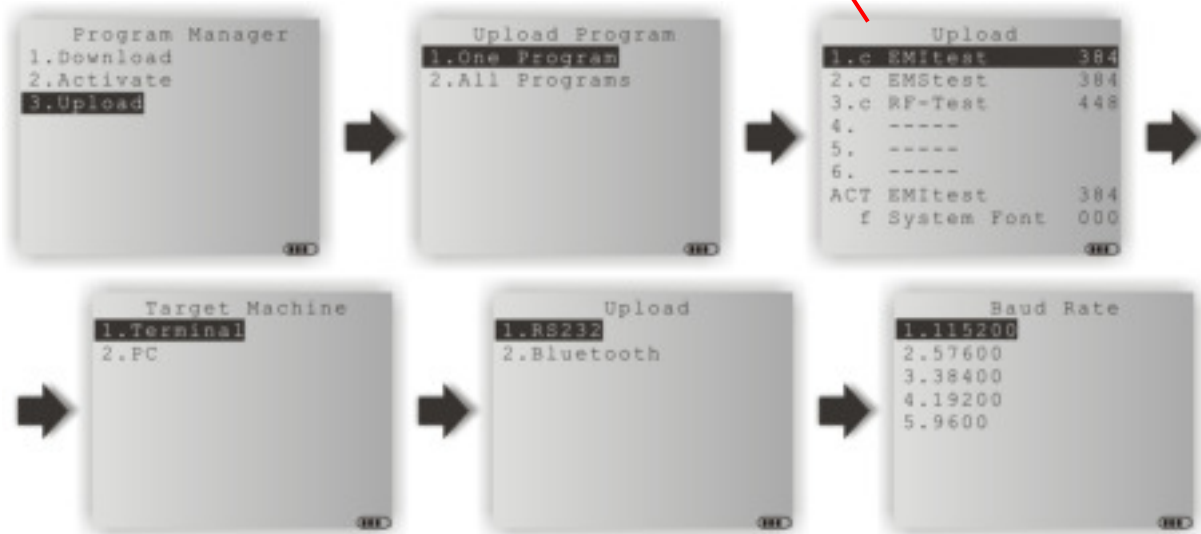 Program Manager
1.Download
2.Activate
3.Upload
Upload Program
1.One Program
2.All Programs
Upload
1.c EMItest 384
2.c EMStest 384
3.c RF-Test 448
4. -----
5. -----
6. -----
ACT EMItest 384
f System Font 000
Target Machine
1.Terminal
2.PC
Upload
1.RS232
2.Bluetooth
Baud Rate
1.115200
2.57600
3.38400
4.19200
5.9600